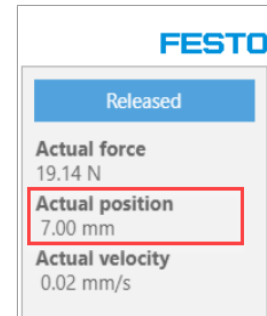 FESTO
Released
Actual force
19.14 N
Actual position
7.00 mm
Actual velocity
0.02 mm/s